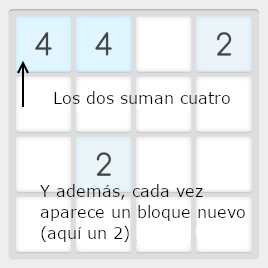 4 4 2
Los dos suman cuatro
2
Y además, cada vez
aparece un bloque nuevo
(aquí un 2)